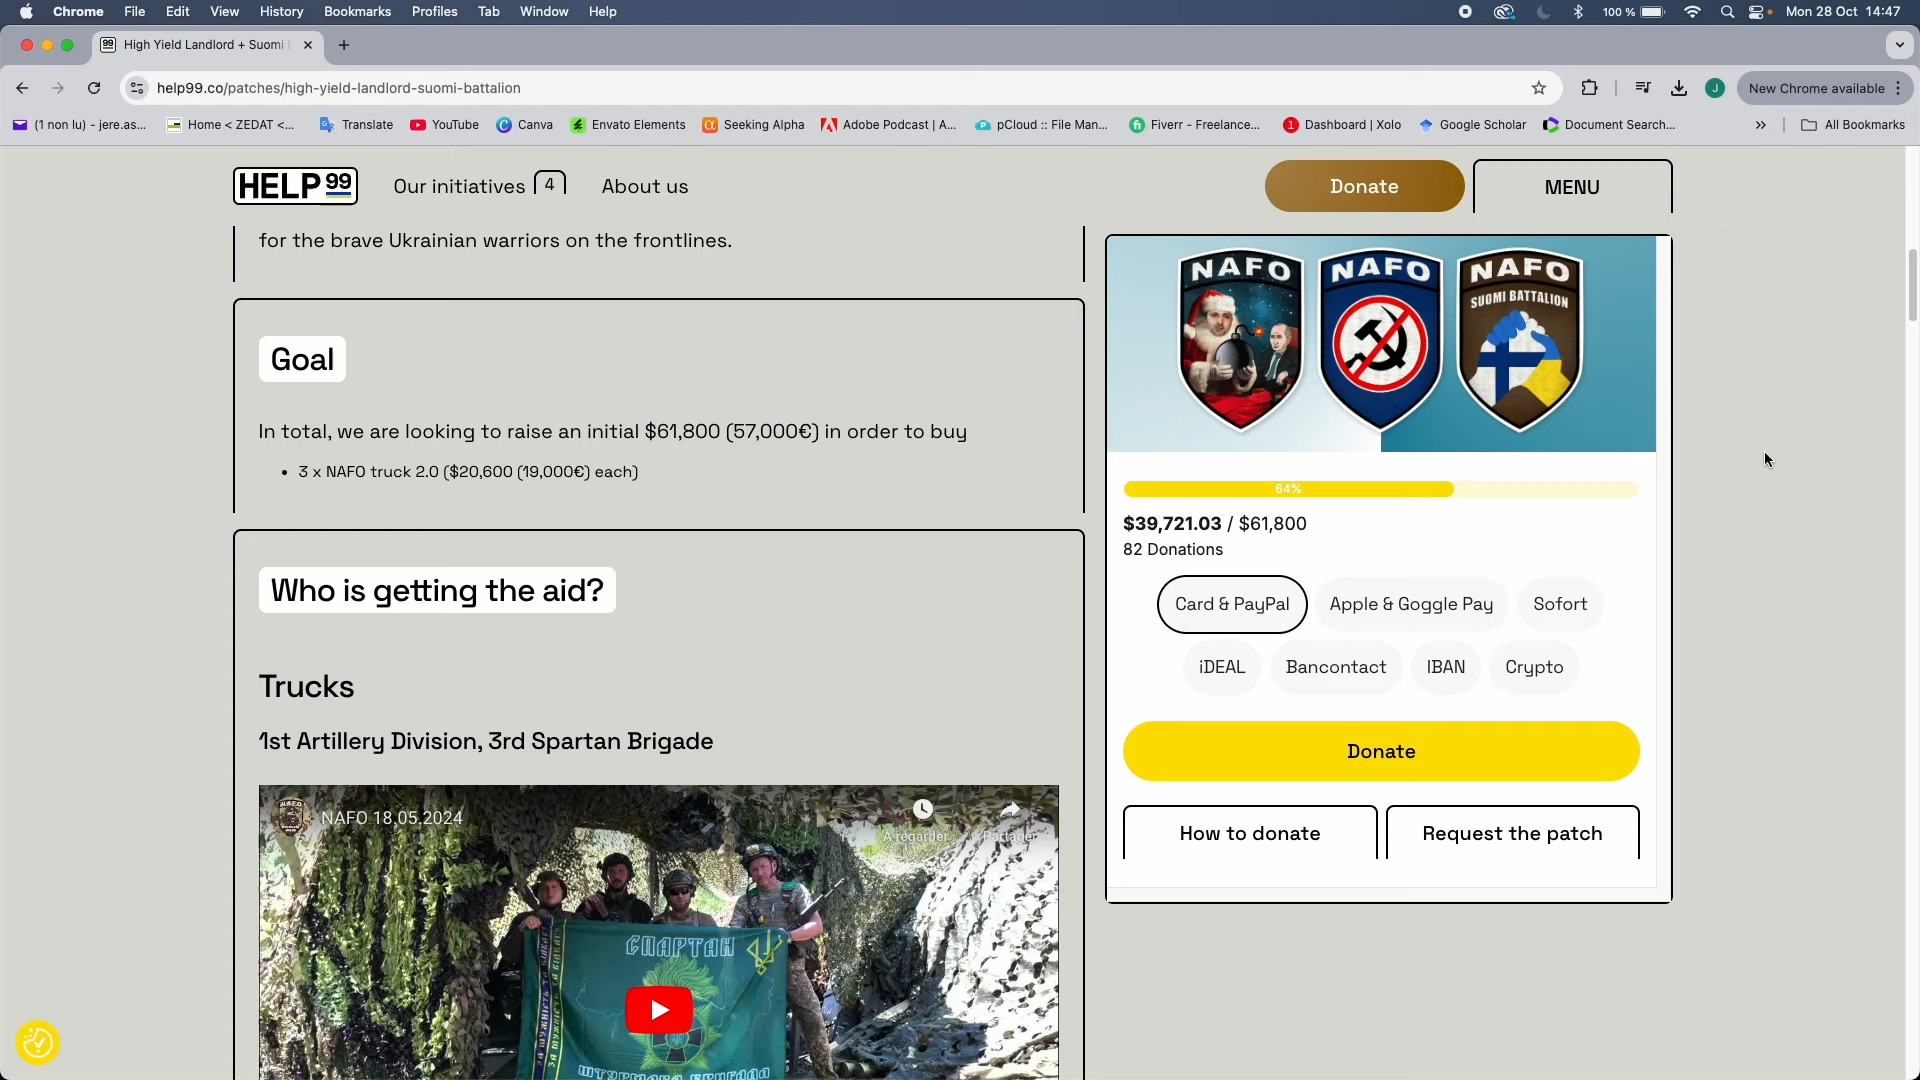 Chrome File Edit View History Bookmarks Profiles Tab Window Help 100 % Mon 28 Oct 14:47
High Yield Landlord + Suomi
help99.co/patches/high-yield-landlord-suomi-battalion J New Chrome available
(1 non lu) - jere.as... Home < ZEDAT <... Translate YouTube Canva Envato Elements Seeking Alpha Adobe Podcast | A... pCloud :: File Man... Fiverr - Freelance... Dashboard | Xolo Google Scholar Document Search... » All Bookmarks
HELP 99 Our initiatives 4 About us Donate MENU
for the brave Ukrainian warriors on the frontlines.
Goal
In total, we are looking to raise an initial $61,800 (57,000€) in order to buy
• 3 x NAFO truck 2.0 ($20,600 (19,000€) each)
Who is getting the aid?
Trucks
1st Artillery Division, 3rd Spartan Brigade
NAFO 18.05.2024
À regarder... Partager
СПАРТАН
ШТУРМОВА БРИГАДА
NAFO NAFO NAFO
SUOMI BATTALION
64%
$39,721.03 / $61,800
82 Donations
Card & PayPal Apple & Goggle Pay Sofort
iDEAL Bancontact IBAN Crypto
Donate
How to donate Request the patch